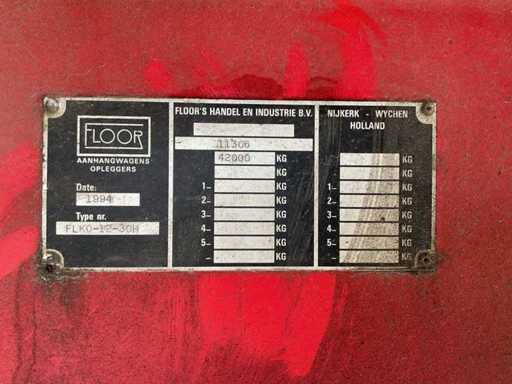 FLOOR
AANHANGWAGENS
OPLEGGERS
Date:
1994
Type nr.
FLKO-12-30H
FLOOR'S HANDEL EN INDUSTRIE B.V.
11306
42000 KG
KG
1– KG
2– KG
3– KG
4– KG
5– KG
– KG
NIJKERK - WYCHEN
HOLLAND
KG
KG
1– KG
2– KG
3– KG
4– KG
5– KG
– KG